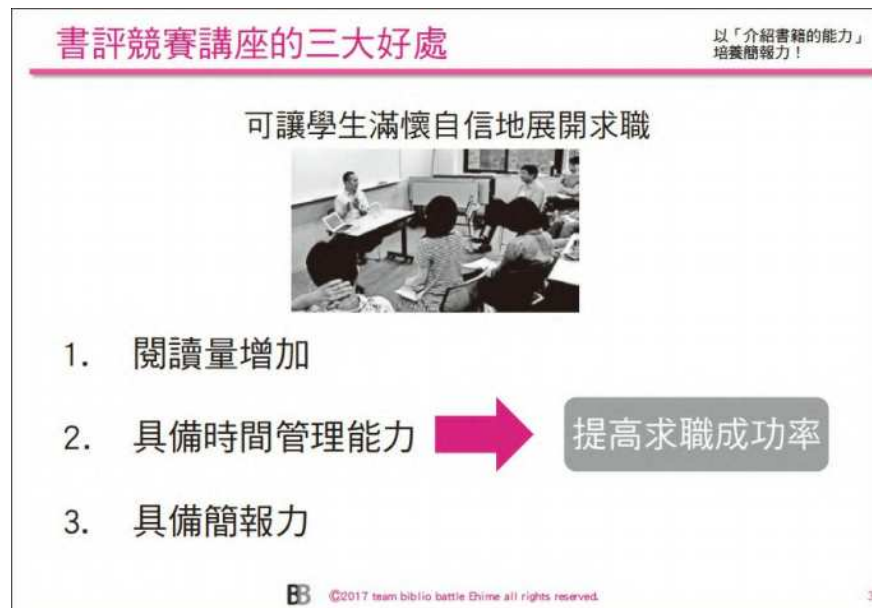 書評競賽講座的三大好處
以「介紹書籍的能力」
培養簡報力！
可讓學生滿懷自信地展開求職
1. 閱讀量增加
2. 具備時間管理能力
提高求職成功率
3. 具備簡報力
BB ©2017 team biblio battle Ehime all rights reserved.
3